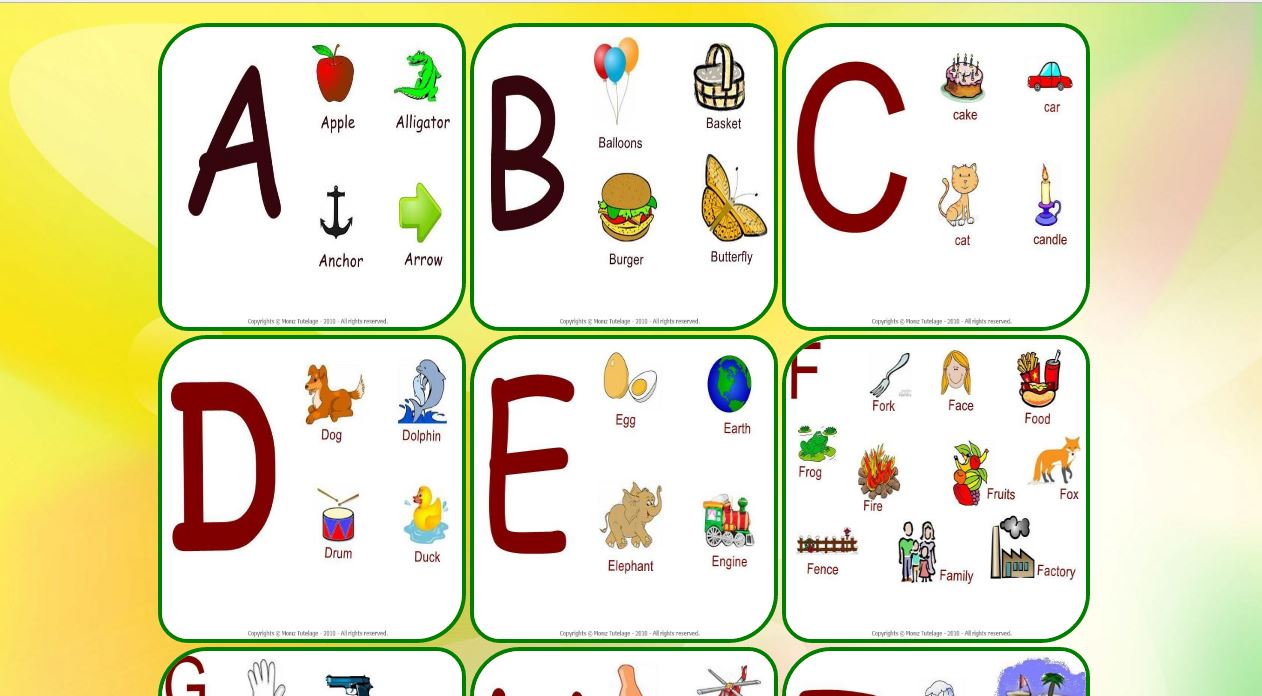 A
Apple
Alligator
Anchor
Arrow
Copyrights © Momz Tutelage - 2010 - All rights reserved.
B
Balloons
Basket
Burger
Butterfly
Copyrights © Momz Tutelage - 2010 - All rights reserved.
C
cake
car
cat
candle
Copyrights © Momz Tutelage - 2010 - All rights reserved.
D
Dog
Dolphin
Drum
Duck
Copyrights © Momz Tutelage - 2010 - All rights reserved.
E
Egg
Earth
Elephant
Engine
Copyrights © Momz Tutelage - 2010 - All rights reserved.
F
Fork
Face
Food
Frog
Fire
Fruits
Fox
Fence
Family
Factory
Copyrights © Momz Tutelage - 2010 - All rights reserved.
G